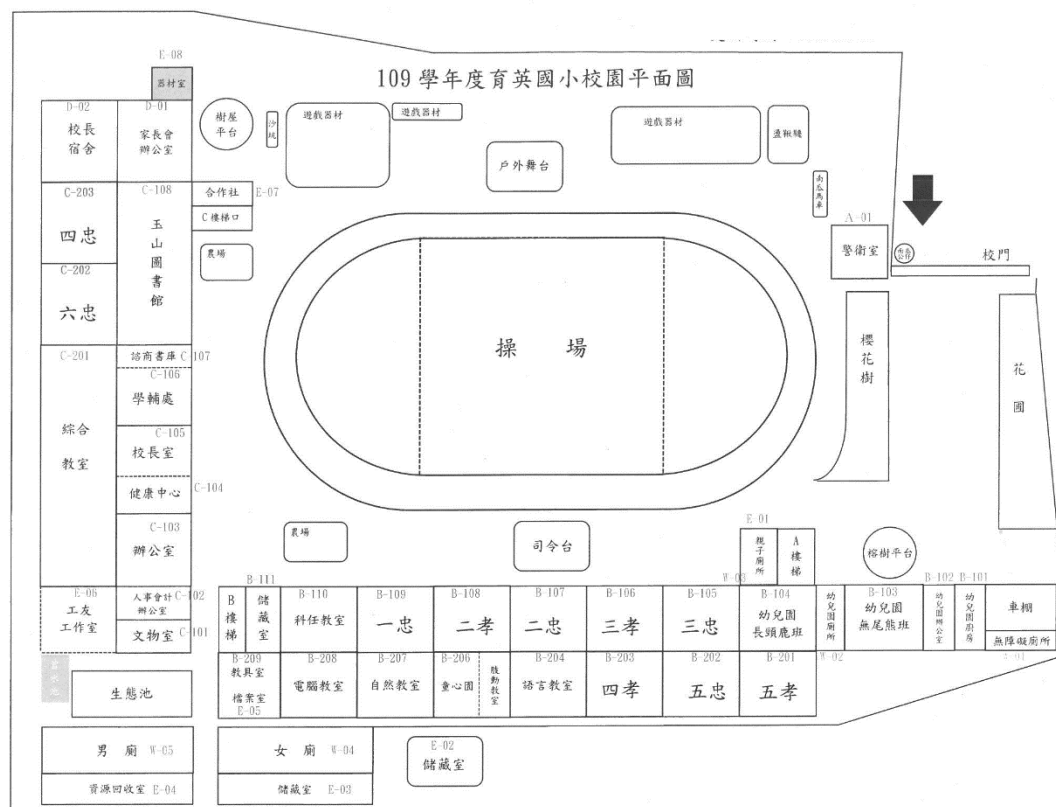 109 學年度育英國小校園平面圖
E-08
器材室
D-02
校長
宿舍
D-01
家長會
辦公室
樹屋
平台
沙坑
遊戲器材
遊戲器材
遊戲器材
盪鞦韆
戶外舞台
南瓜馬車
A-01
警衛室
校門
C-203
四忠
C-108
玉山圖書館
合作社
E-07
C樓梯口
農場
C-202
六忠
操場
櫻花樹
花圃
C-201
綜合
教室
諮商書庫 C-107
C-106
學輔處
C-105
校長室
健康中心 C-104
C-103
辦公室
農場
司令台
E-01
親子廁所
A樓梯
榕樹平台
E-06
工友
工作室
人事會計
辦公室
C-102
文物室 C-101
B樓梯
B-111
儲藏室
B-110
科任教室
B-109
一忠
B-108
二孝
B-107
二忠
B-106
三孝
B-105
三忠
W-03
B-104
幼兒園
長頸鹿班
幼兒園廁所
W-02
B-103
幼兒園
無尾熊班
B-102
幼兒園辦公室
B-101
幼兒園廚房
車棚
無障礙廁所
生態池
B-209
教具室
檔案室
E-05
B-208
電腦教室
B-207
自然教室
B-206
童心園
B-204
語言教室
B-203
四孝
B-202
五忠
B-201
五孝
男廁 W-05
資源回收室 E-04
女廁 W-04
儲藏室 E-03
E-02
儲藏室